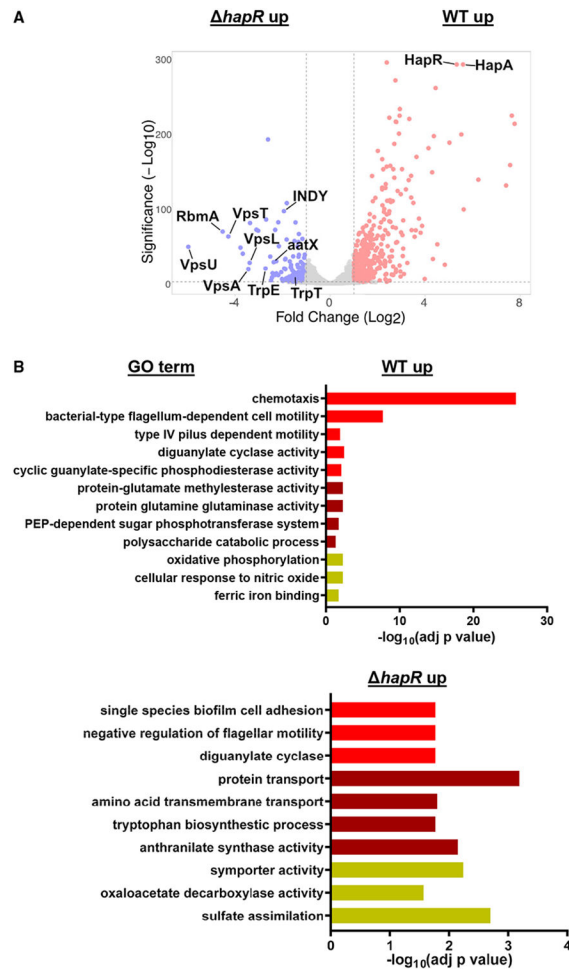 A
ΔhapR up
WT up
300
200
100
0
Significance (−Log10)
HapR
HapA
INDY
RbmA
VpsT
VpsL
aatX
VpsU
VpsA
TrpE
TrpT
-4
0
4
8
Fold Change (Log2)
B
GO term
WT up
chemotaxis
bacterial-type flagellum-dependent cell motility
type IV pilus dependent motility
diguanylate cyclase activity
cyclic guanylate-specific phosphodiesterase activity
protein-glutamate methylesterase activity
protein glutamine glutaminase activity
PEP-dependent sugar phosphotransferase system
polysaccharide catabolic process
oxidative phosphorylation
cellular response to nitric oxide
ferric iron binding
0 10 20 30
-log10(adj p value)
ΔhapR up
single species biofilm cell adhesion
negative regulation of flagellar motility
diguanylate cyclase
protein transport
amino acid transmembrane transport
tryptophan biosynthestic process
anthranilate synthase activity
symporter activity
oxaloacetate decarboxylase activity
sulfate assimilation
0 1 2 3 4
-log10(adj p value)